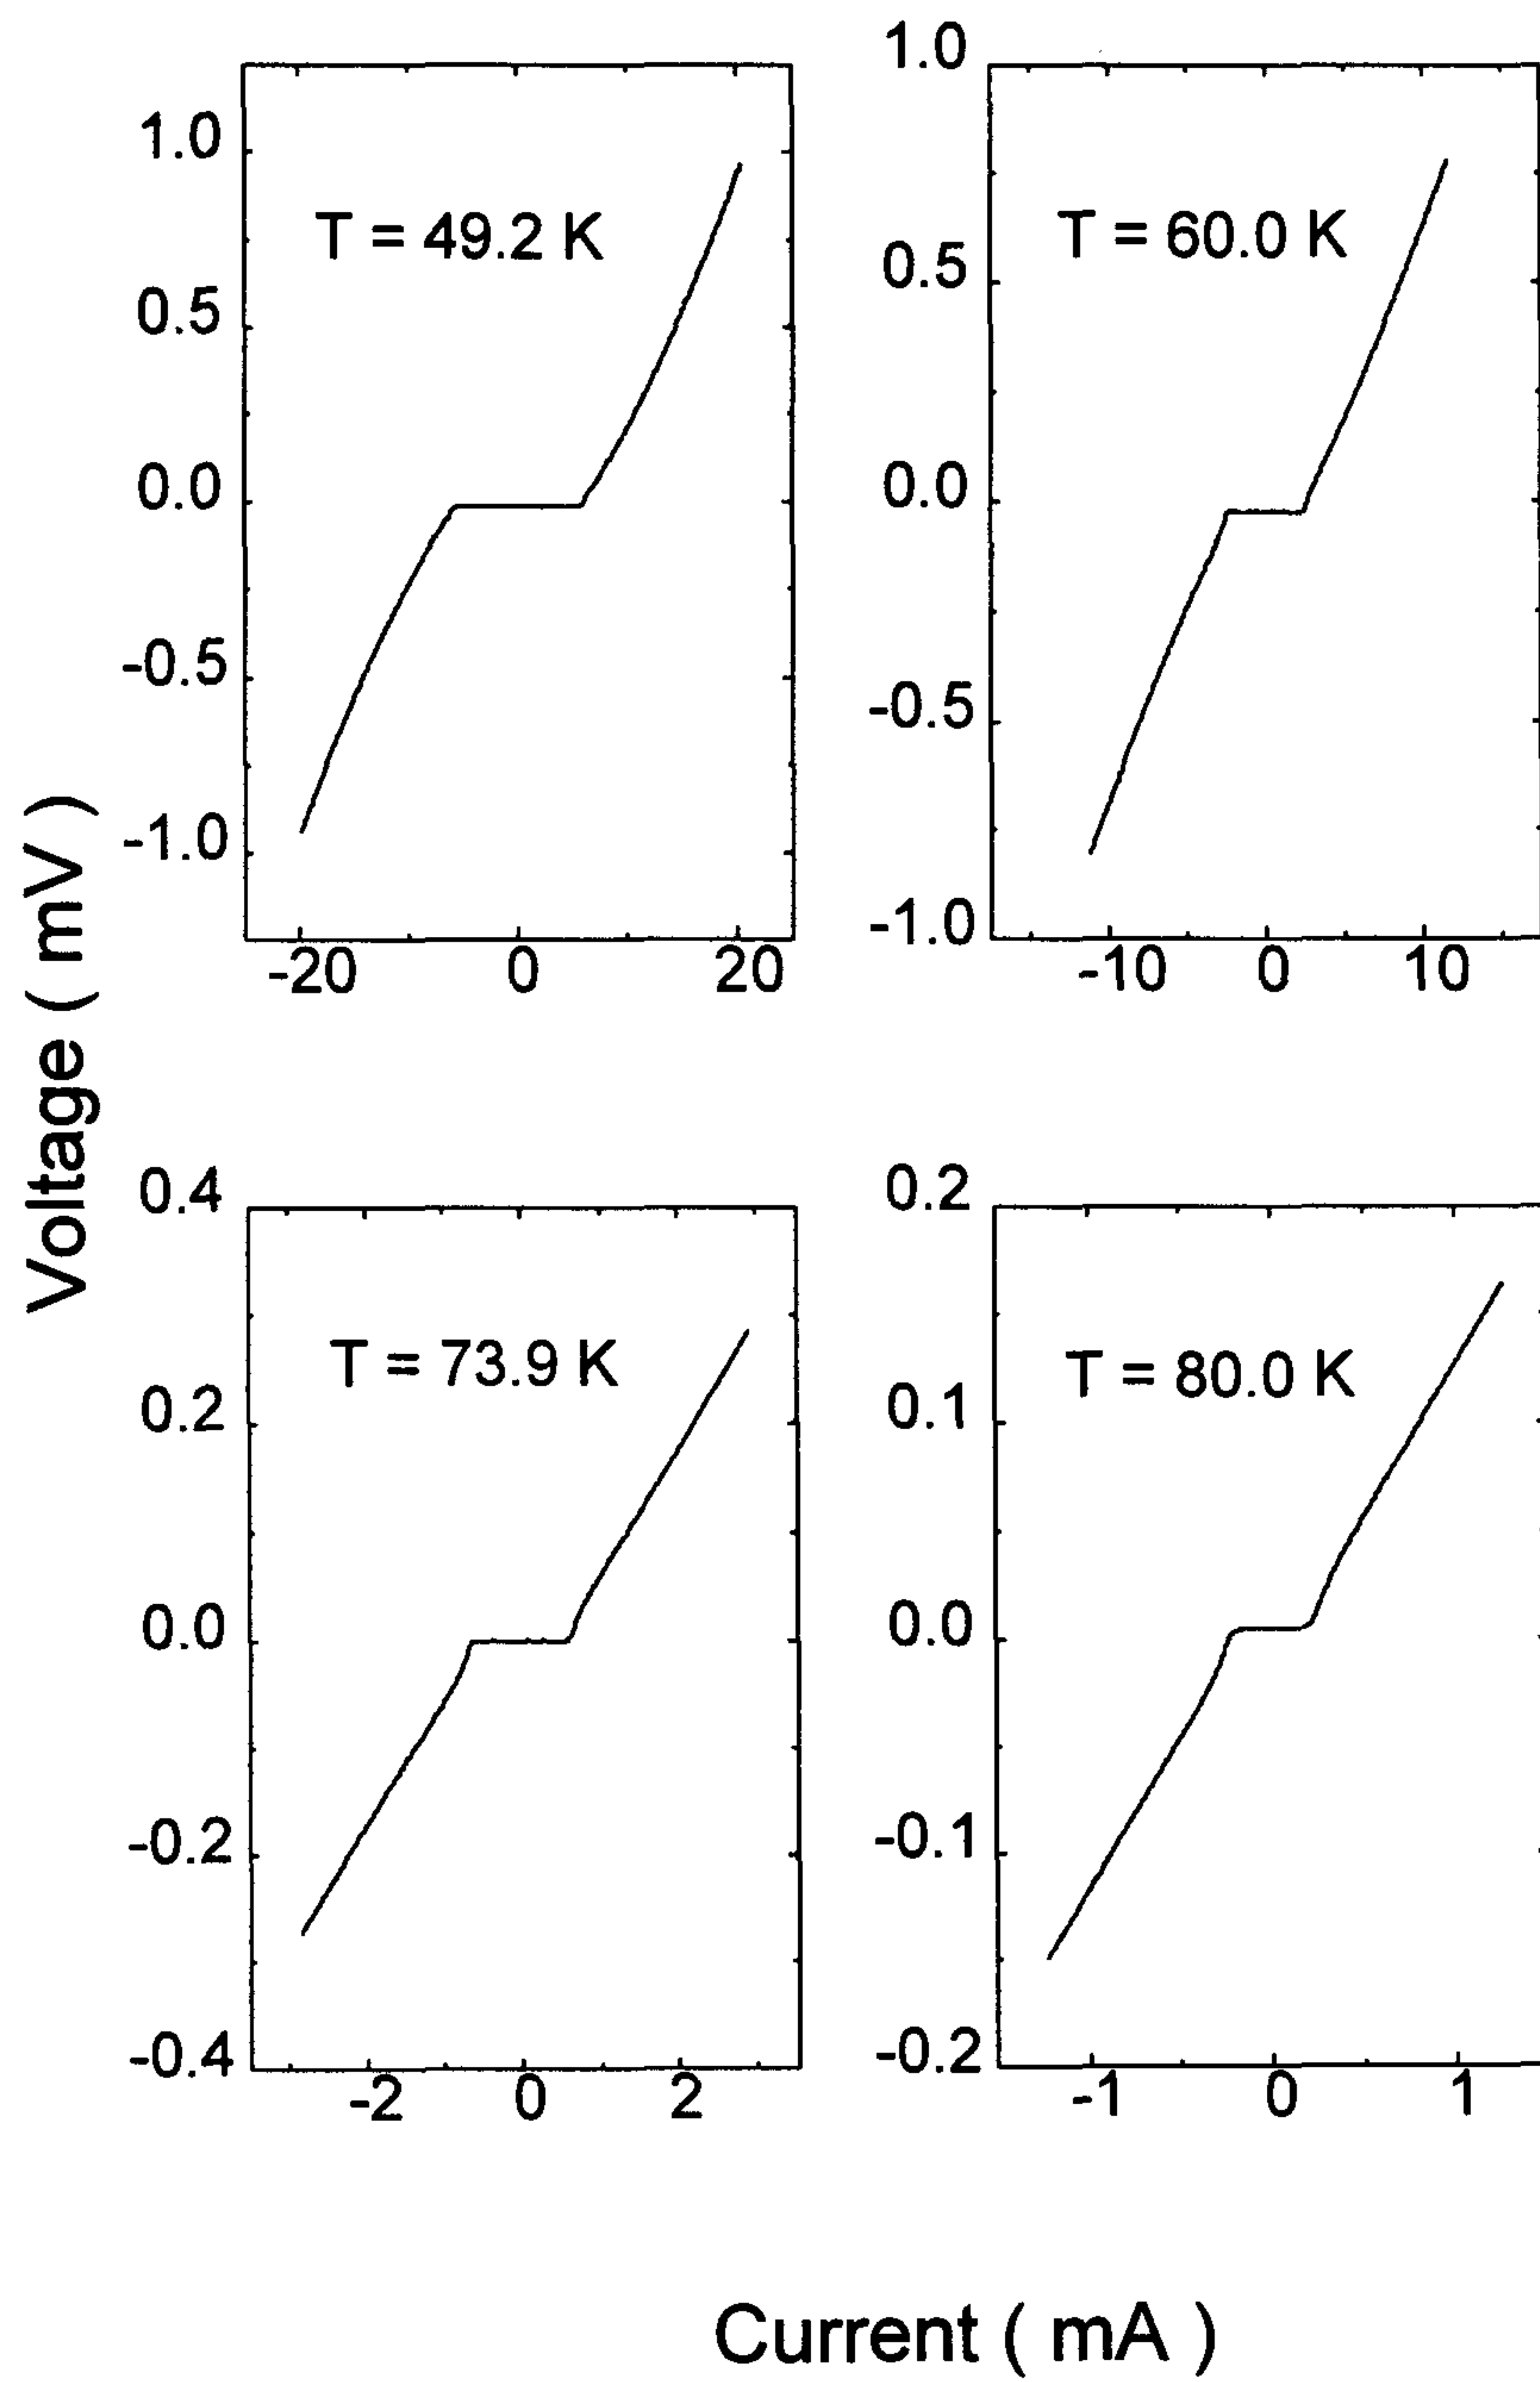 Voltage ( mV )
1.0
0.5
0.0
-0.5
-1.0
T = 49.2 K
-20 0 20
1.0
0.5
0.0
-0.5
-1.0
T = 60.0 K
-10 0 10
0.4
0.2
0.0
-0.2
-0.4
T = 73.9 K
-2 0 2
0.2
0.1
0.0
-0.1
-0.2
T = 80.0 K
-1 0 1
Current ( mA )